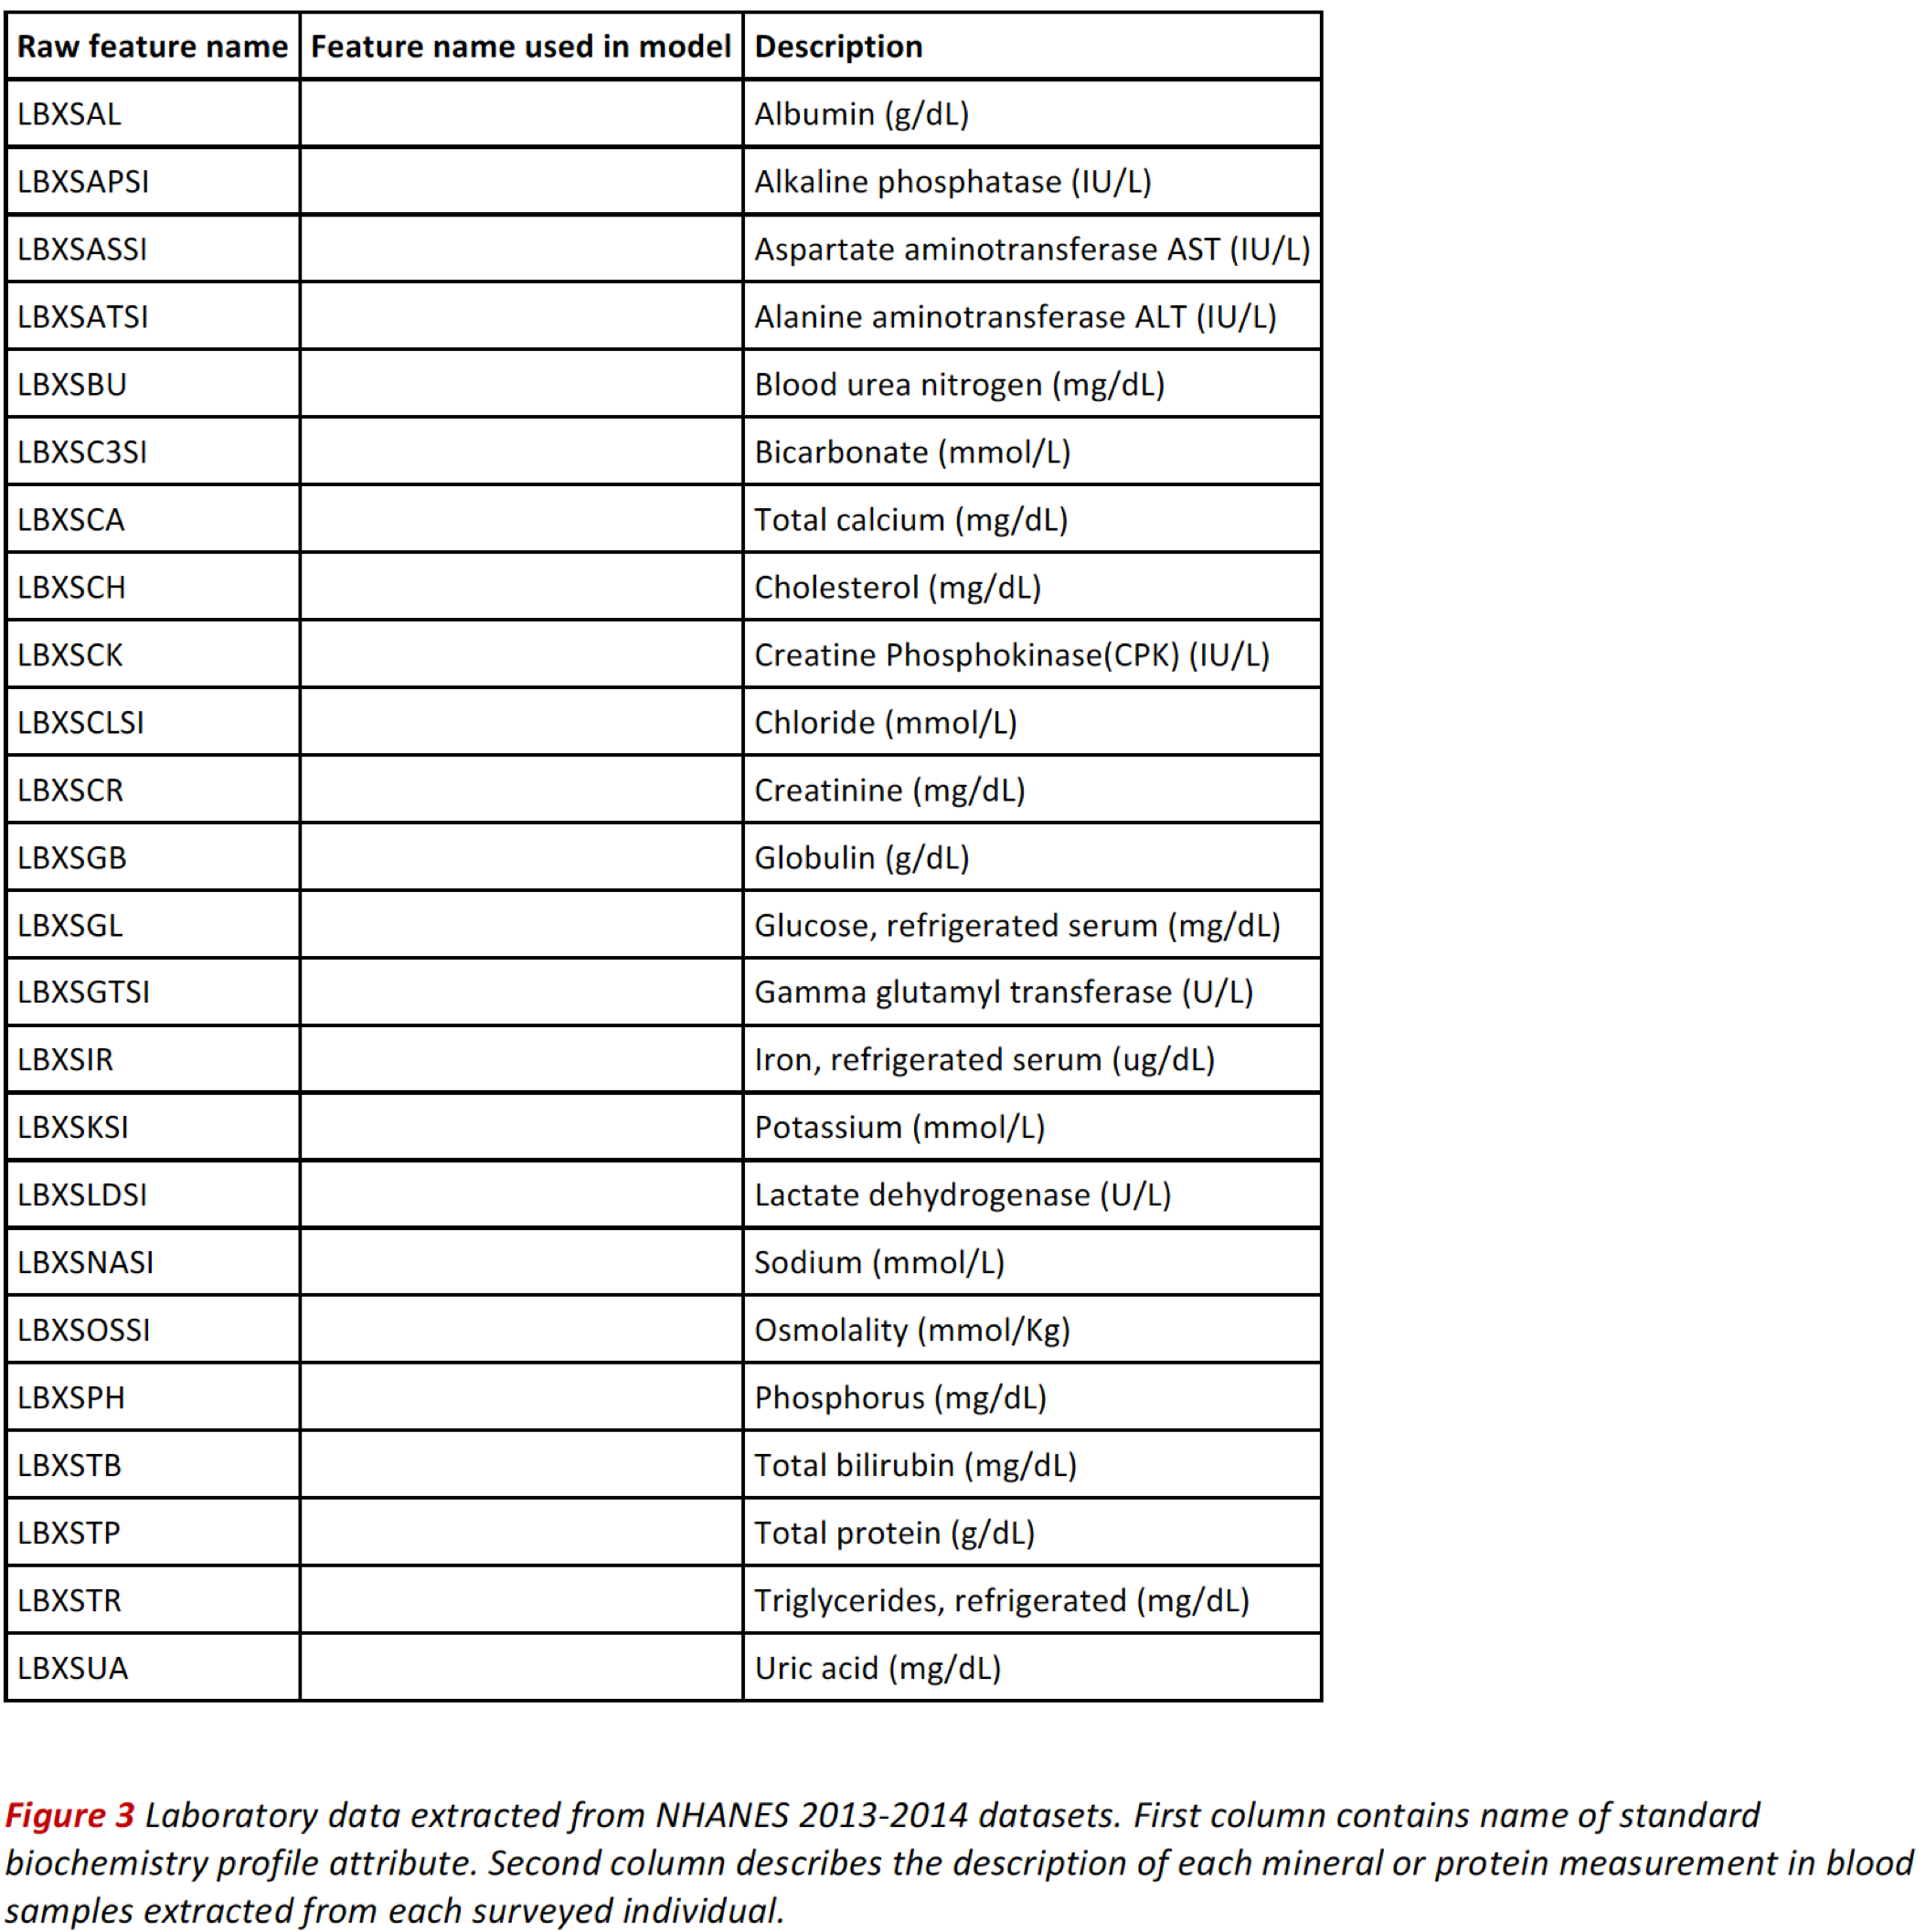 Raw feature name Feature name used in model Description
LBXSAL Albumin (g/dL)
LBXSAPSI Alkaline phosphatase (IU/L)
LBXSASSI Aspartate aminotransferase AST (IU/L)
LBXSATSI Alanine aminotransferase ALT (IU/L)
LBXSBU Blood urea nitrogen (mg/dL)
LBXSC3SI Bicarbonate (mmol/L)
LBXSCA Total calcium (mg/dL)
LBXSCH Cholesterol (mg/dL)
LBXSCK Creatine Phosphokinase(CPK) (IU/L)
LBXSCLSI Chloride (mmol/L)
LBXSCR Creatinine (mg/dL)
LBXSGB Globulin (g/dL)
LBXSGL Glucose, refrigerated serum (mg/dL)
LBXSGTSI Gamma glutamyl transferase (U/L)
LBXSIR Iron, refrigerated serum (ug/dL)
LBXSKSI Potassium (mmol/L)
LBXSLDSI Lactate dehydrogenase (U/L)
LBXSNASI Sodium (mmol/L)
LBXSOSSI Osmolality (mmol/Kg)
LBXSPH Phosphorus (mg/dL)
LBXSTB Total bilirubin (mg/dL)
LBXSTP Total protein (g/dL)
LBXSTR Triglycerides, refrigerated (mg/dL)
LBXSUA Uric acid (mg/dL)
Figure 3 Laboratory data extracted from NHANES 2013-2014 datasets. First column contains name of standard
biochemistry profile attribute. Second column describes the description of each mineral or protein measurement in blood
samples extracted from each surveyed individual.